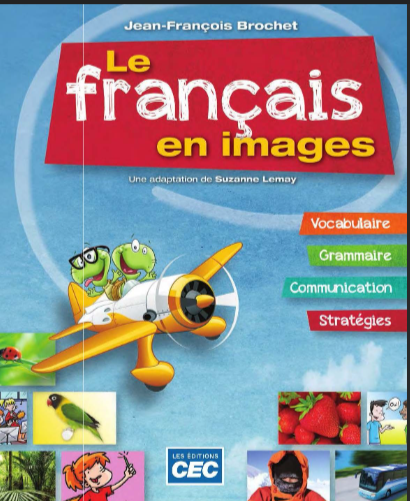 Jean-François Brochet
Le
français
en images
Une adaptation de Suzanne Lemay
Vocabulaire
Grammaire
Communication
Stratégies
LES ÉDITIONS
CEC